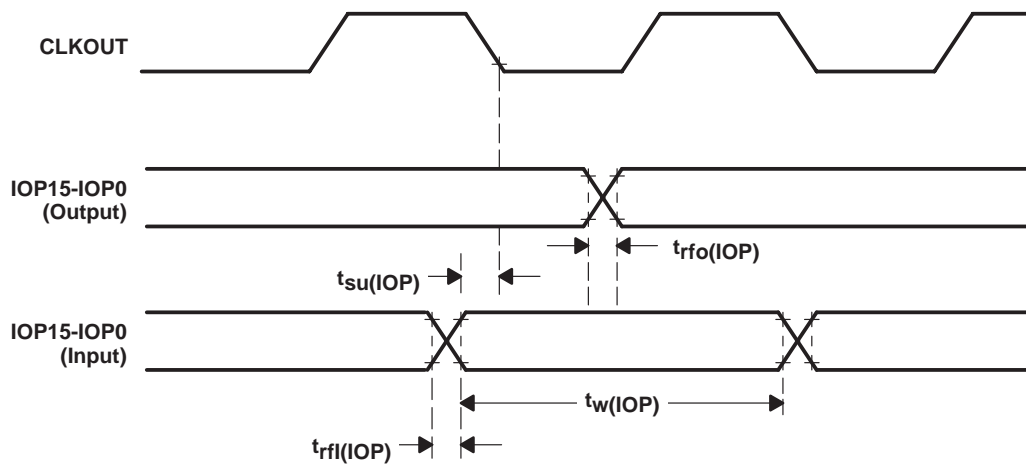 CLKOUT
IOP15-IOP0
(Output)
trfo(IOP)
tsu(IOP)
IOP15-IOP0
(Input)
tw(IOP)
trfI(IOP)